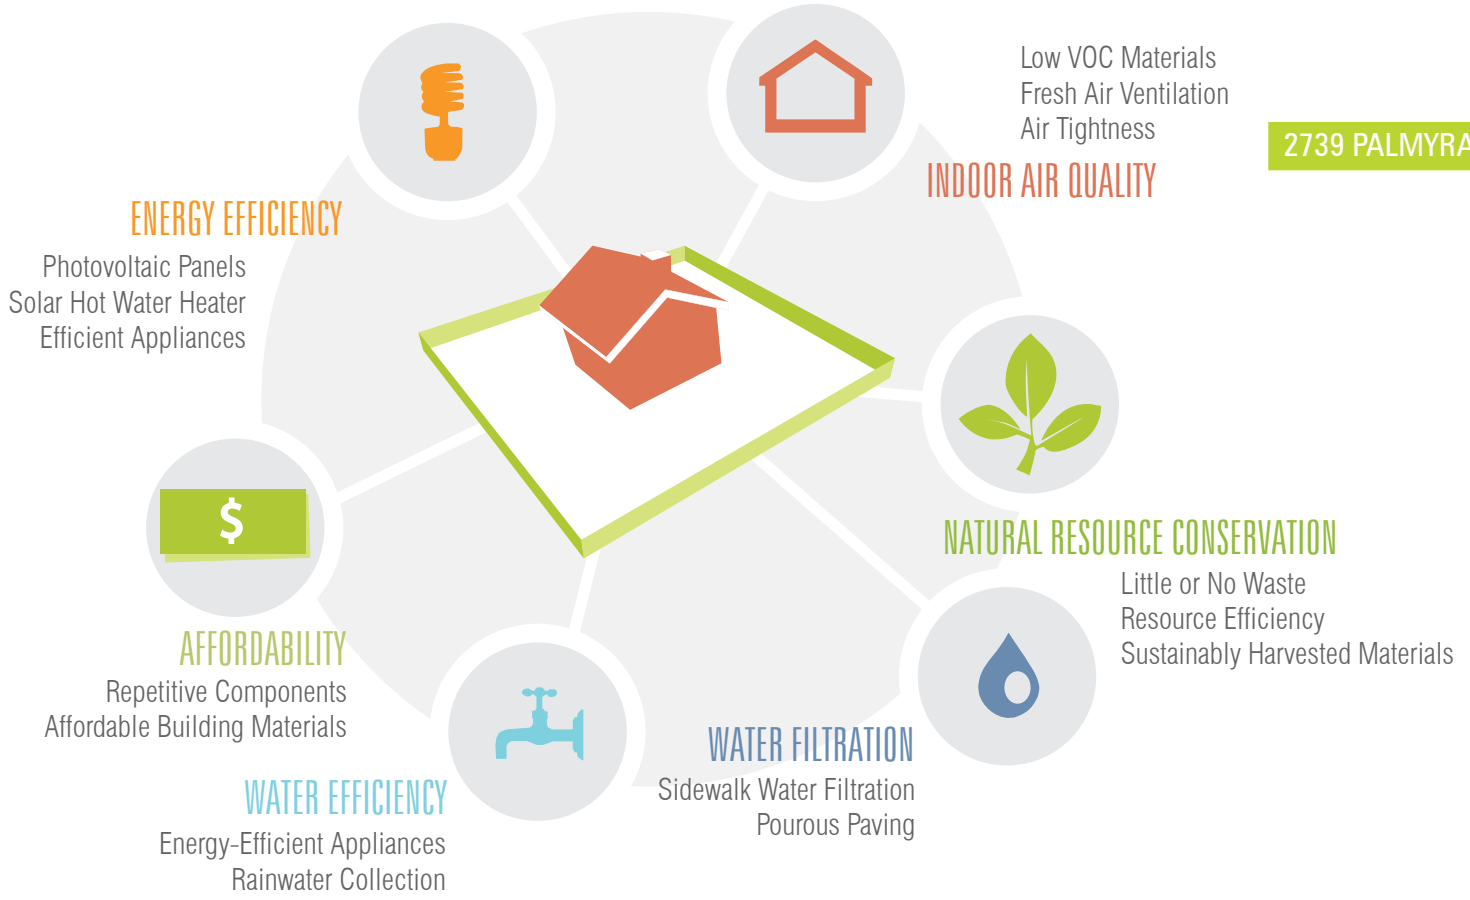 Low VOC Materials
Fresh Air Ventilation
Air Tightness
INDOOR AIR QUALITY
2739 PALMYRA
ENERGY EFFICIENCY
Photovoltaic Panels
Solar Hot Water Heater
Efficient Appliances
$
NATURAL RESOURCE CONSERVATION
Little or No Waste
Resource Efficiency
Sustainably Harvested Materials
AFFORDABILITY
Repetitive Components
Affordable Building Materials
WATER FILTRATION
Sidewalk Water Filtration
Pourous Paving
WATER EFFICIENCY
Energy-Efficient Appliances
Rainwater Collection